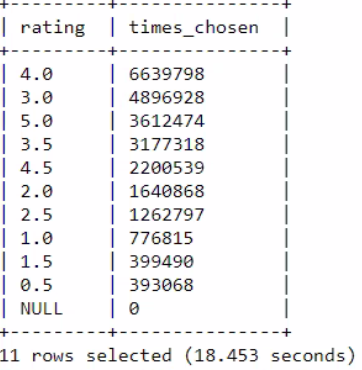 +---------+---------------+
| rating | times_chosen |
+---------+---------------+
| 4.0 | 6639798 |
| 3.0 | 4896928 |
| 5.0 | 3612474 |
| 3.5 | 3177318 |
| 4.5 | 2200539 |
| 2.0 | 1640868 |
| 2.5 | 1262797 |
| 1.0 | 776815 |
| 1.5 | 399490 |
| 0.5 | 393068 |
| NULL | 0 |
+---------+---------------+
11 rows selected (18.453 seconds)